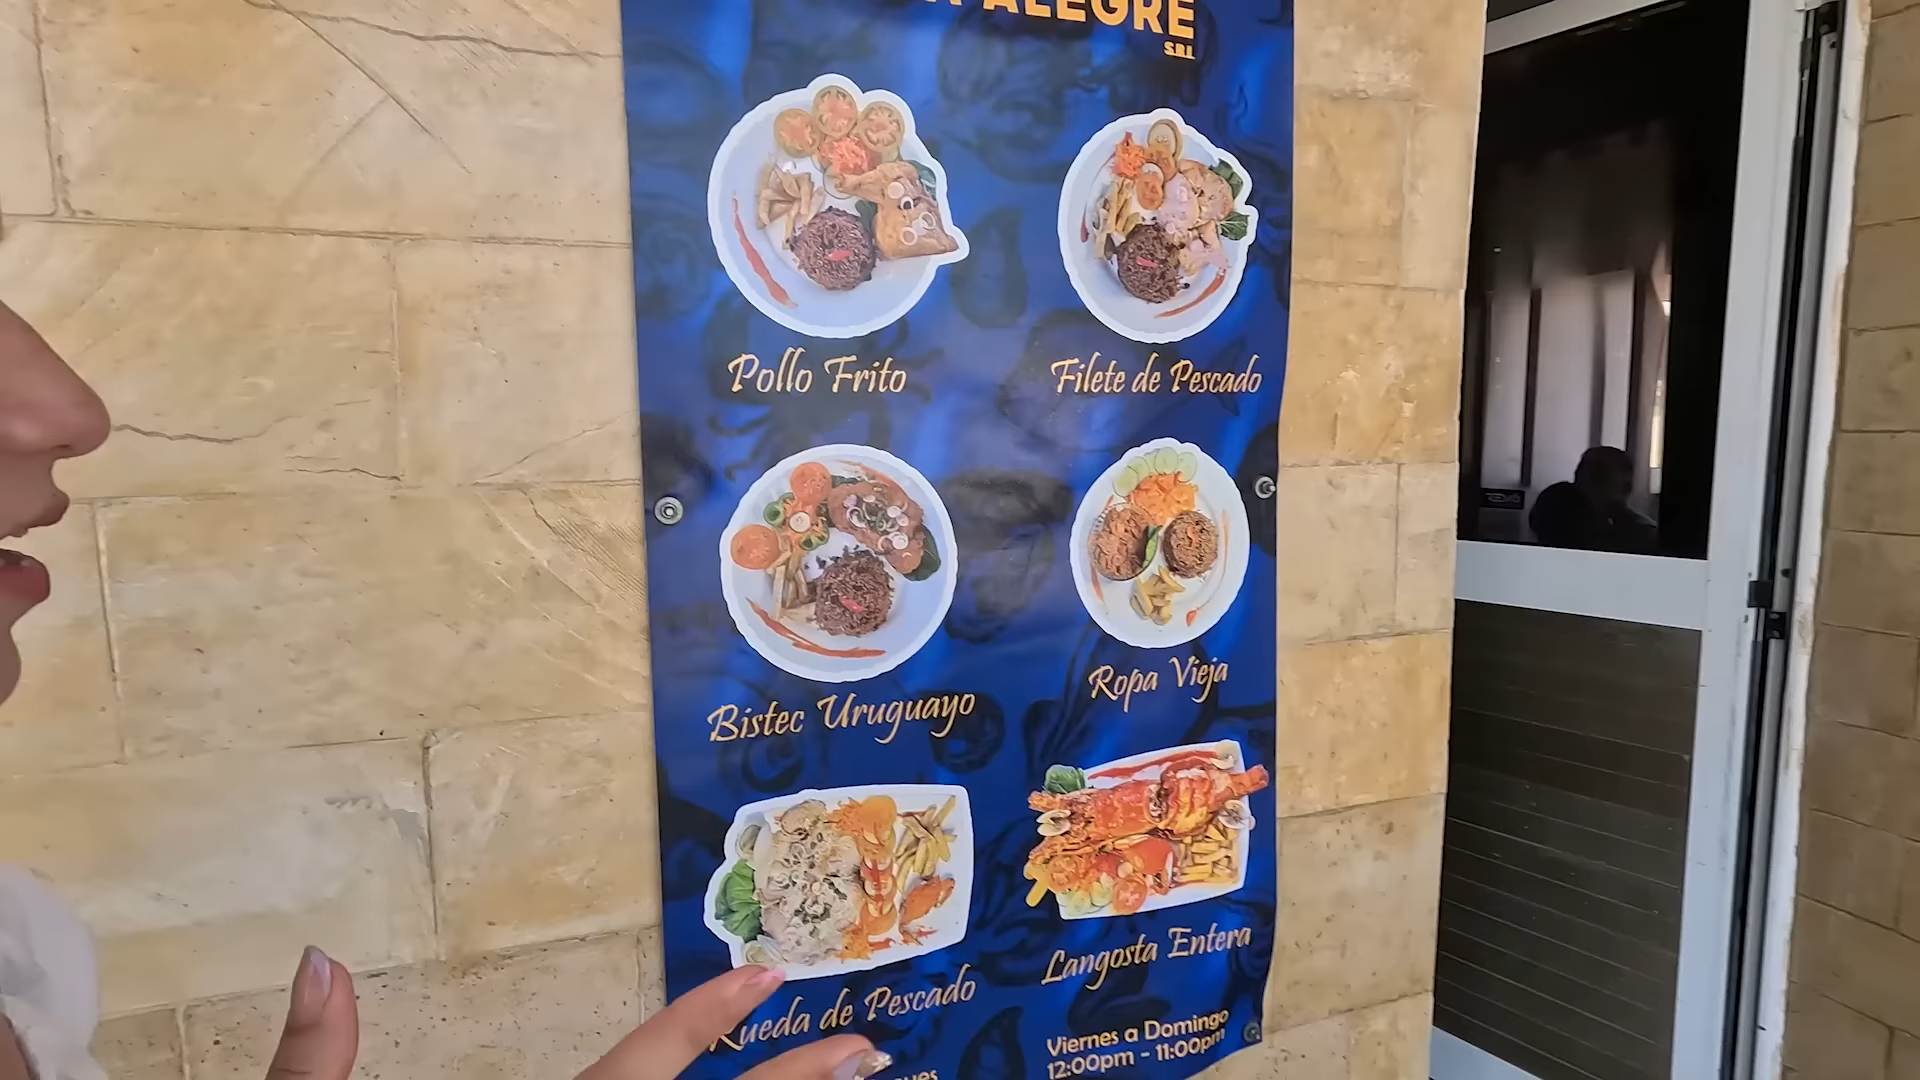 ALEGRE
S.R.L
Pollo Frito
Filete de Pescado
Bistec Uruguayo
Ropa Vieja
Rueda de Pescado
Langosta Entera
Viernes a Domingo
12:00pm - 11:00pm